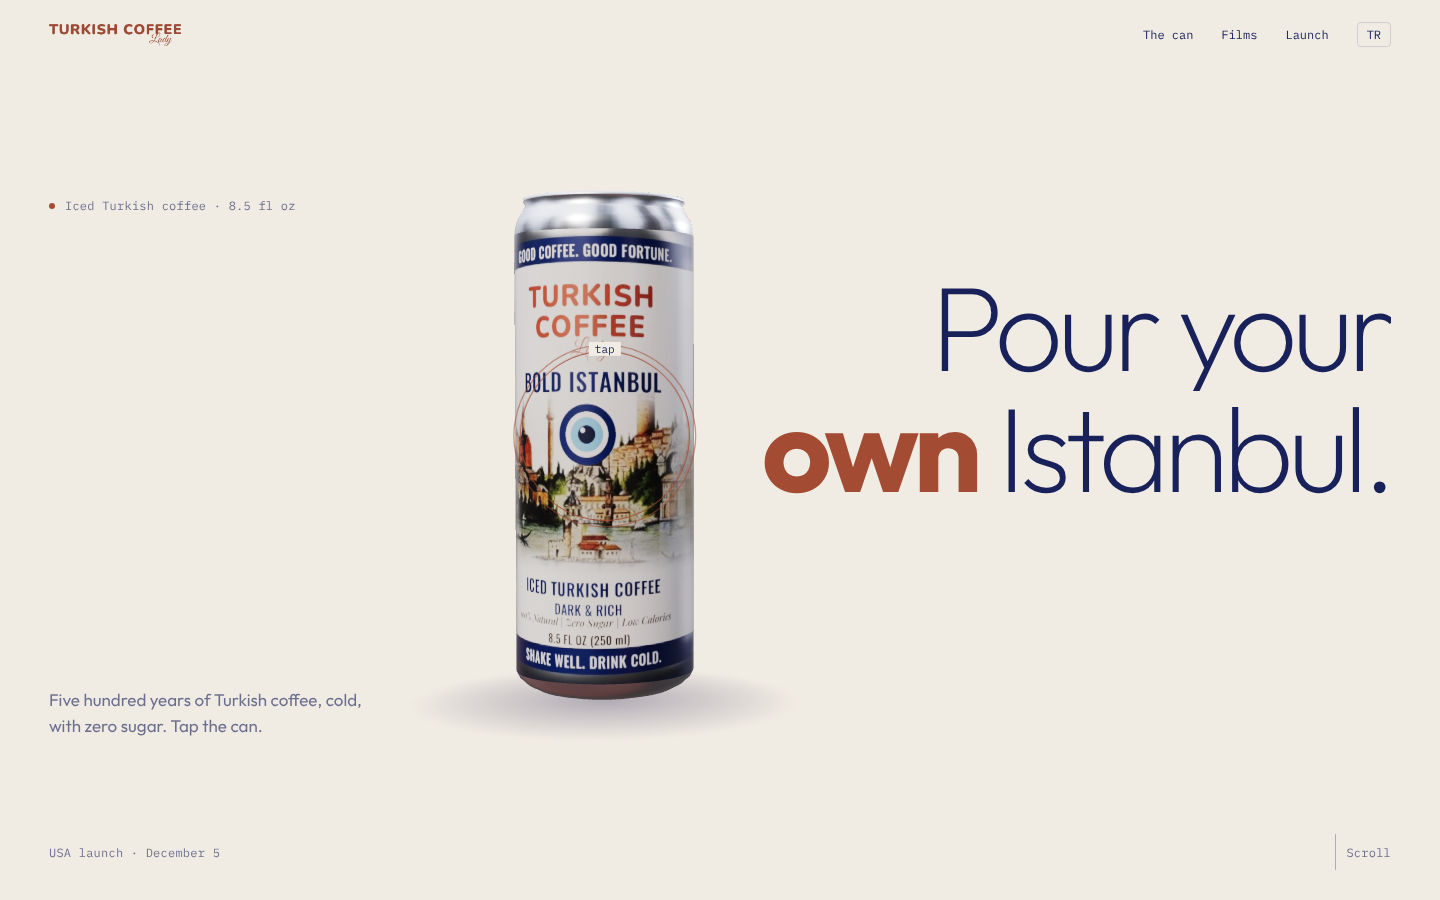 TURKISH COFFEE
Lady
The can
Films
Launch
TR
Iced Turkish coffee · 8.5 fl oz
GOOD COFFEE. GOOD FORTUNE.
TURKISH
COFFEE
tap
BOLD ISTANBUL
Pour your
own Istanbul.
ICED TURKISH COFFEE
DARK & RICH
100% Natural | Zero Sugar | Low Calories
8.5 FL OZ (250 ml)
SHAKE WELL. DRINK COLD.
Five hundred years of Turkish coffee, cold,
with zero sugar. Tap the can.
USA launch · December 5
Scroll